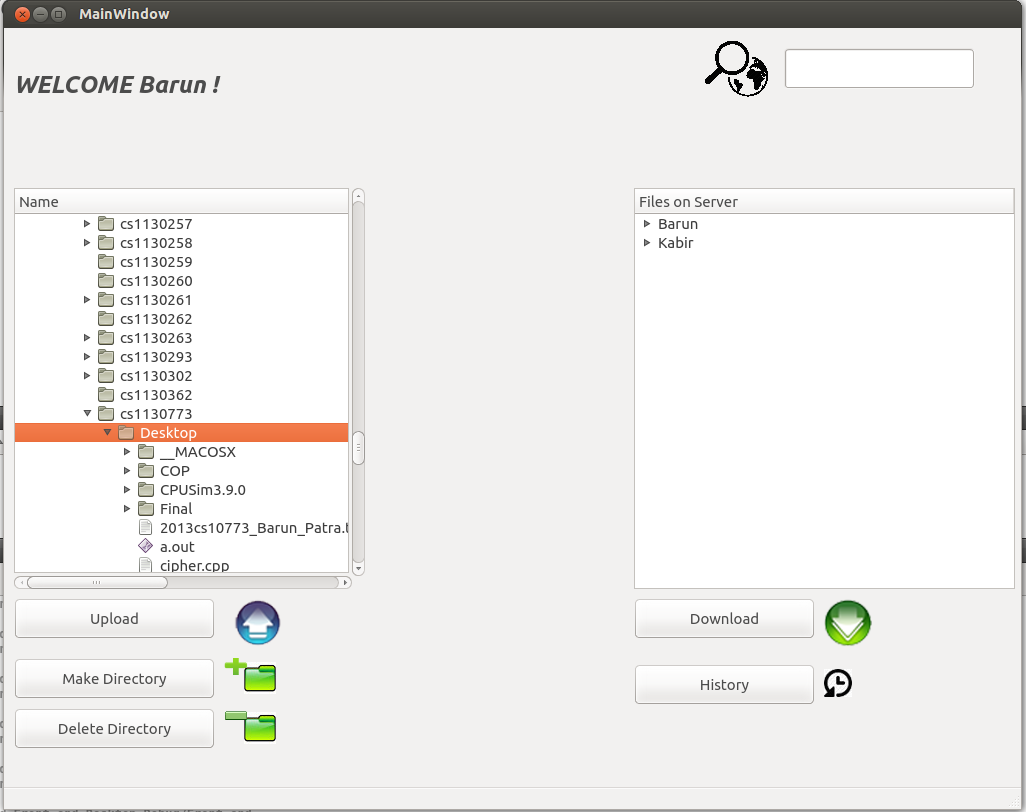 MainWindow
WELCOME Barun !
Name
cs1130257
cs1130258
cs1130259
cs1130260
cs1130261
cs1130262
cs1130263
cs1130293
cs1130302
cs1130362
cs1130773
Desktop
__MACOSX
COP
CPUSim3.9.0
Final
2013cs10773_Barun_Patra.t
a.out
cipher.cpp
Upload
Make Directory
Delete Directory
Files on Server
Barun
Kabir
Download
History